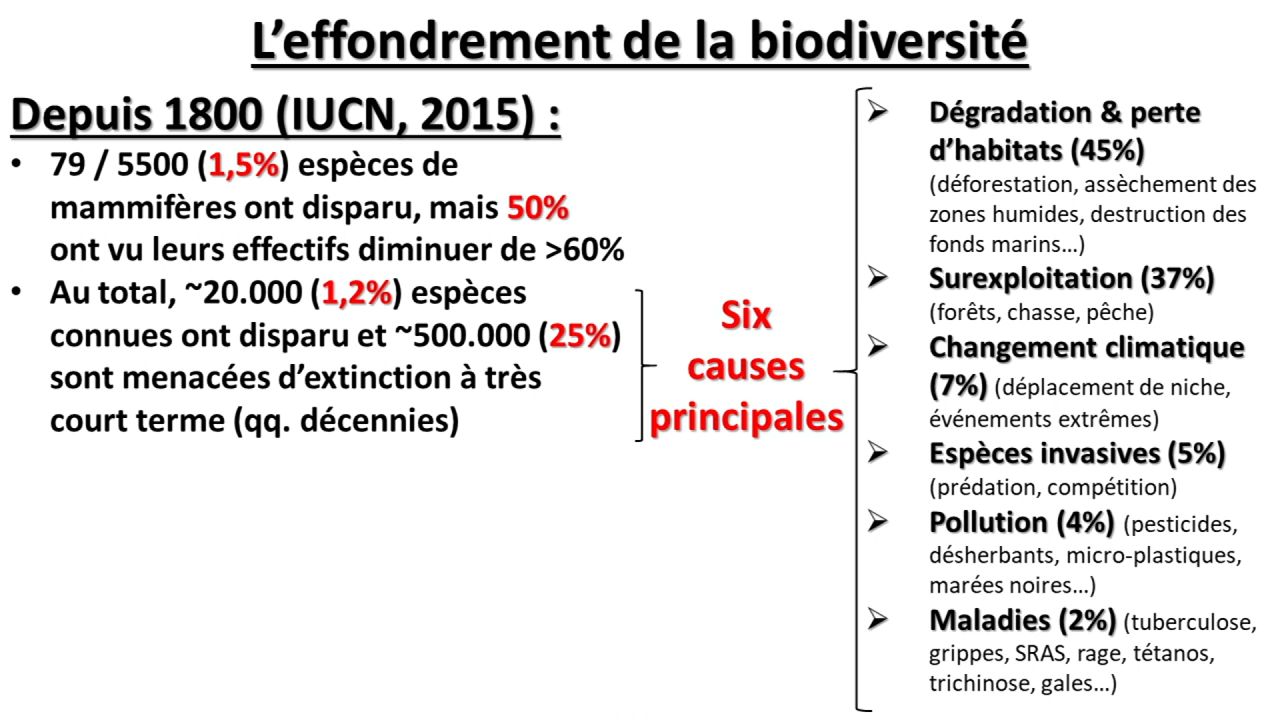 L’effondrement de la biodiversité
Depuis 1800 (IUCN, 2015) :
• 79 / 5500 (1,5%) espèces de
mammifères ont disparu, mais 50%
ont vu leurs effectifs diminuer de >60%
• Au total, ~20.000 (1,2%) espèces
connues ont disparu et ~500.000 (25%)
sont menacées d’extinction à très
court terme (qq. décennies)
Six
causes
principales
➢ Dégradation & perte
d’habitats (45%)
(déforestation, assèchement des
zones humides, destruction des
fonds marins…)
➢ Surexploitation (37%)
(forêts, chasse, pêche)
➢ Changement climatique
(7%) (déplacement de niche,
événements extrêmes)
➢ Espèces invasives (5%)
(prédation, compétition)
➢ Pollution (4%) (pesticides,
désherbants, micro-plastiques,
marées noires…)
➢ Maladies (2%) (tuberculose,
grippes, SRAS, rage, tétanos,
trichinose, gales…)